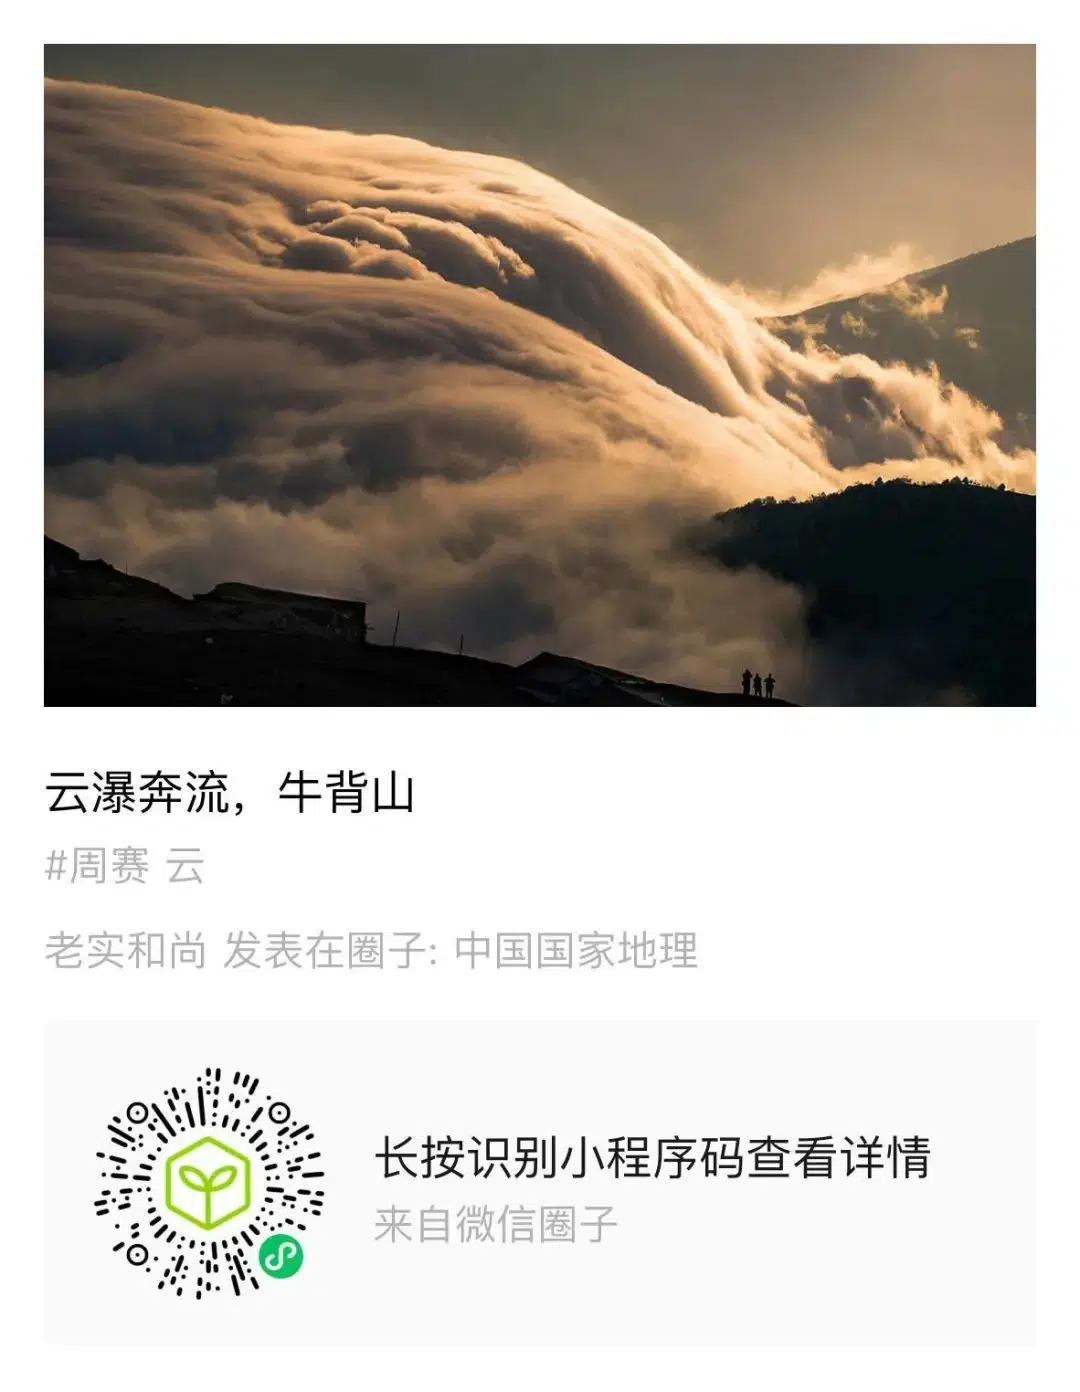 云瀑奔流，牛背山
#周赛 云
老实和尚 发表在圈子: 中国国家地理
长按识别小程序码查看详情
来自微信圈子